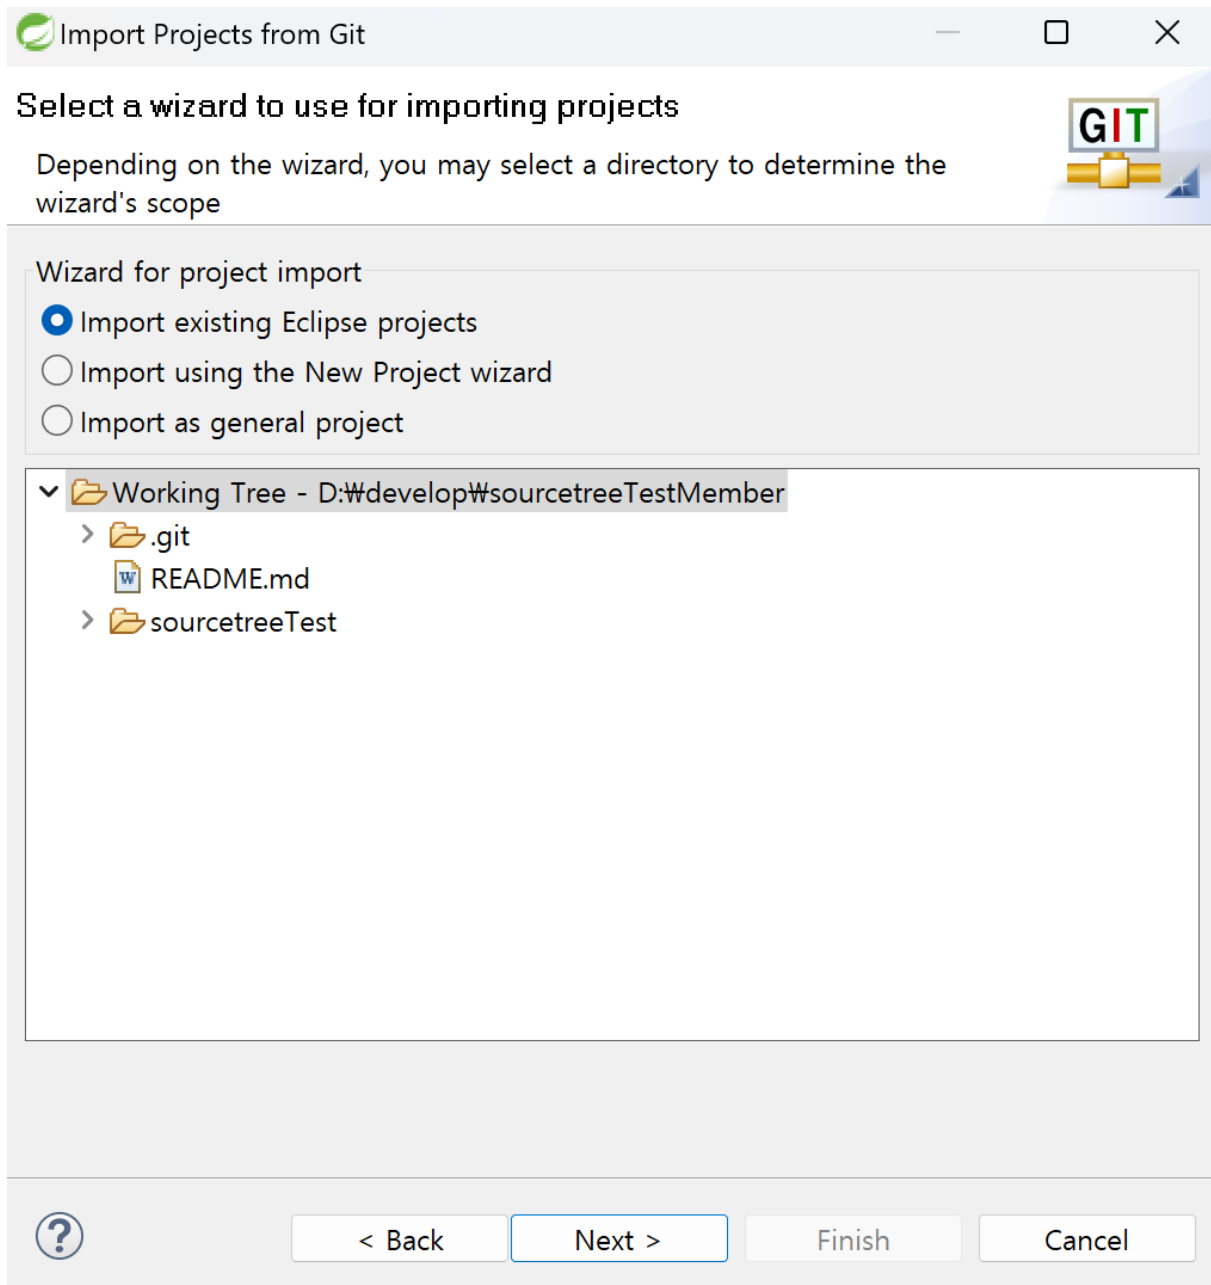 Import Projects from Git
Select a wizard to use for importing projects
GIT
Depending on the wizard, you may select a directory to determine the
wizard's scope
Wizard for project import
Import existing Eclipse projects
Import using the New Project wizard
Import as general project
Working Tree - D:₩develop₩sourcetreeTestMember
.git
W README.md
sourcetreeTest
? < Back Next > Finish Cancel